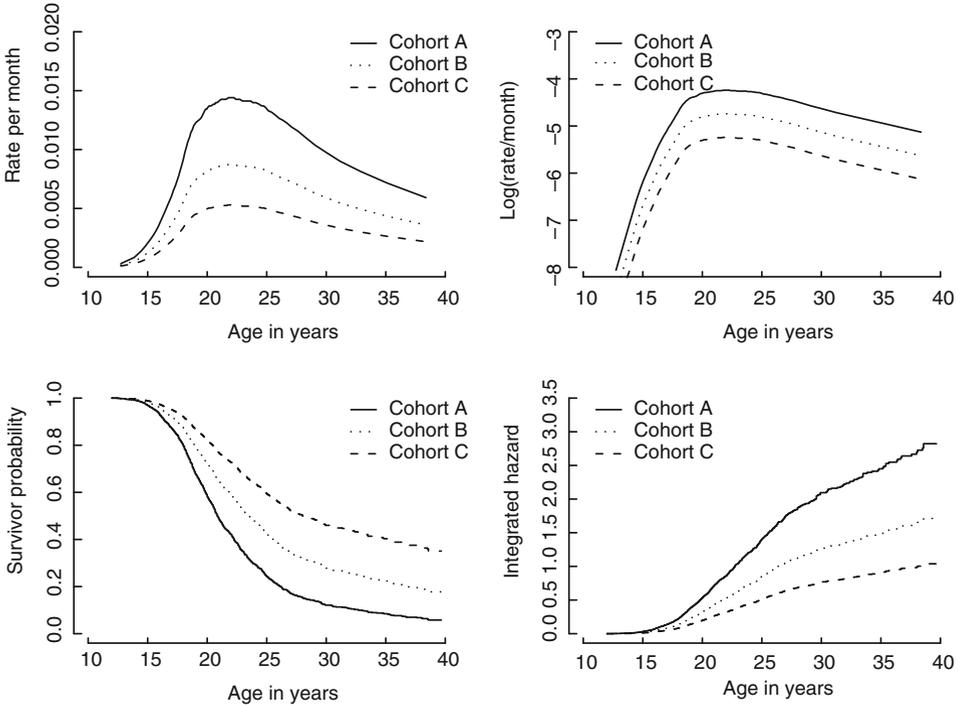 Rate per month
0.000 0.005 0.010 0.015 0.020
Cohort A
Cohort B
Cohort C
10 15 20 25 30 35 40
Age in years
Log(rate/month)
−8 −7 −6 −5 −4 −3
Cohort A
Cohort B
Cohort C
10 15 20 25 30 35 40
Age in years
Survivor probability
0.0 0.2 0.4 0.6 0.8 1.0
Cohort A
Cohort B
Cohort C
10 15 20 25 30 35 40
Age in years
Integrated hazard
0.0 0.5 1.0 1.5 2.0 2.5 3.0 3.5
Cohort A
Cohort B
Cohort C
10 15 20 25 30 35 40
Age in years